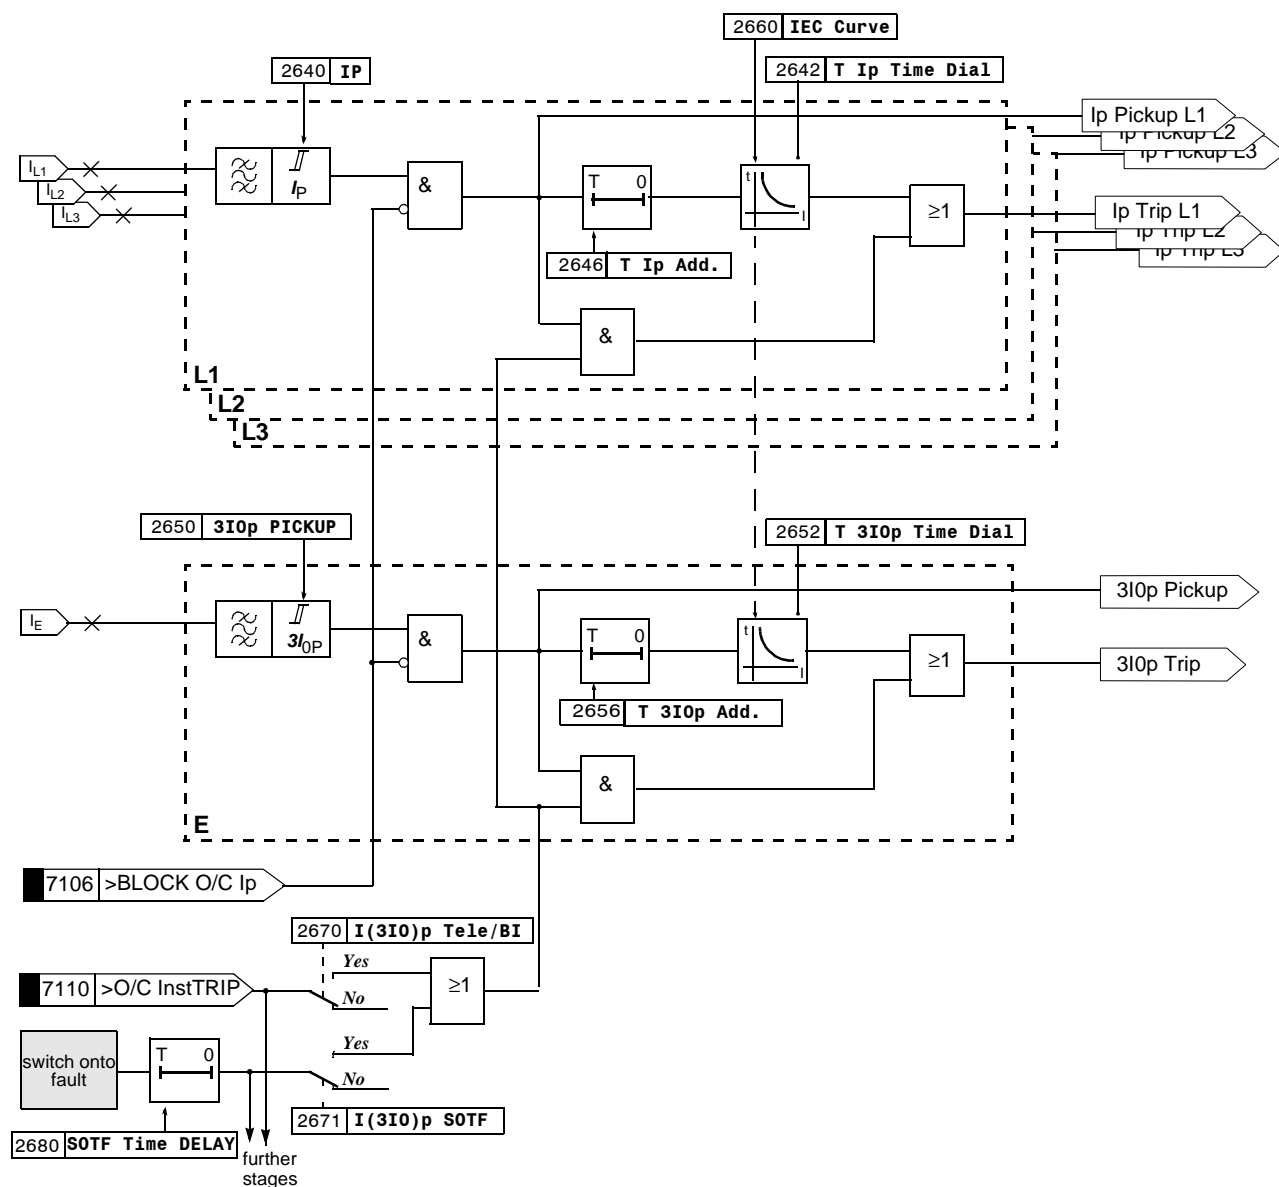 2660 IEC Curve
2640 IP
2642 T Ip Time Dial
Ip Pickup L1
Ip Pickup L2
Ip Pickup L3
IL1
IL2
IL3
IP
&
T 0
t
I
≥1
Ip Trip L1
Ip Trip L2
Ip Trip L3
2646 T Ip Add.
&
L1
L2
L3
2650 3I0p PICKUP
2652 T 3I0p Time Dial
3I0p Pickup
IE
3I0P
&
T 0
t
I
≥1
3I0p Trip
2656 T 3I0p Add.
&
E
7106 >BLOCK O/C Ip
2670 I(3I0)p Tele/BI
Yes
7110 >O/C InstTRIP
No
≥1
Yes
switch onto
fault
T 0
No
2671 I(3I0)p SOTF
2680 SOTF Time DELAY
further
stages